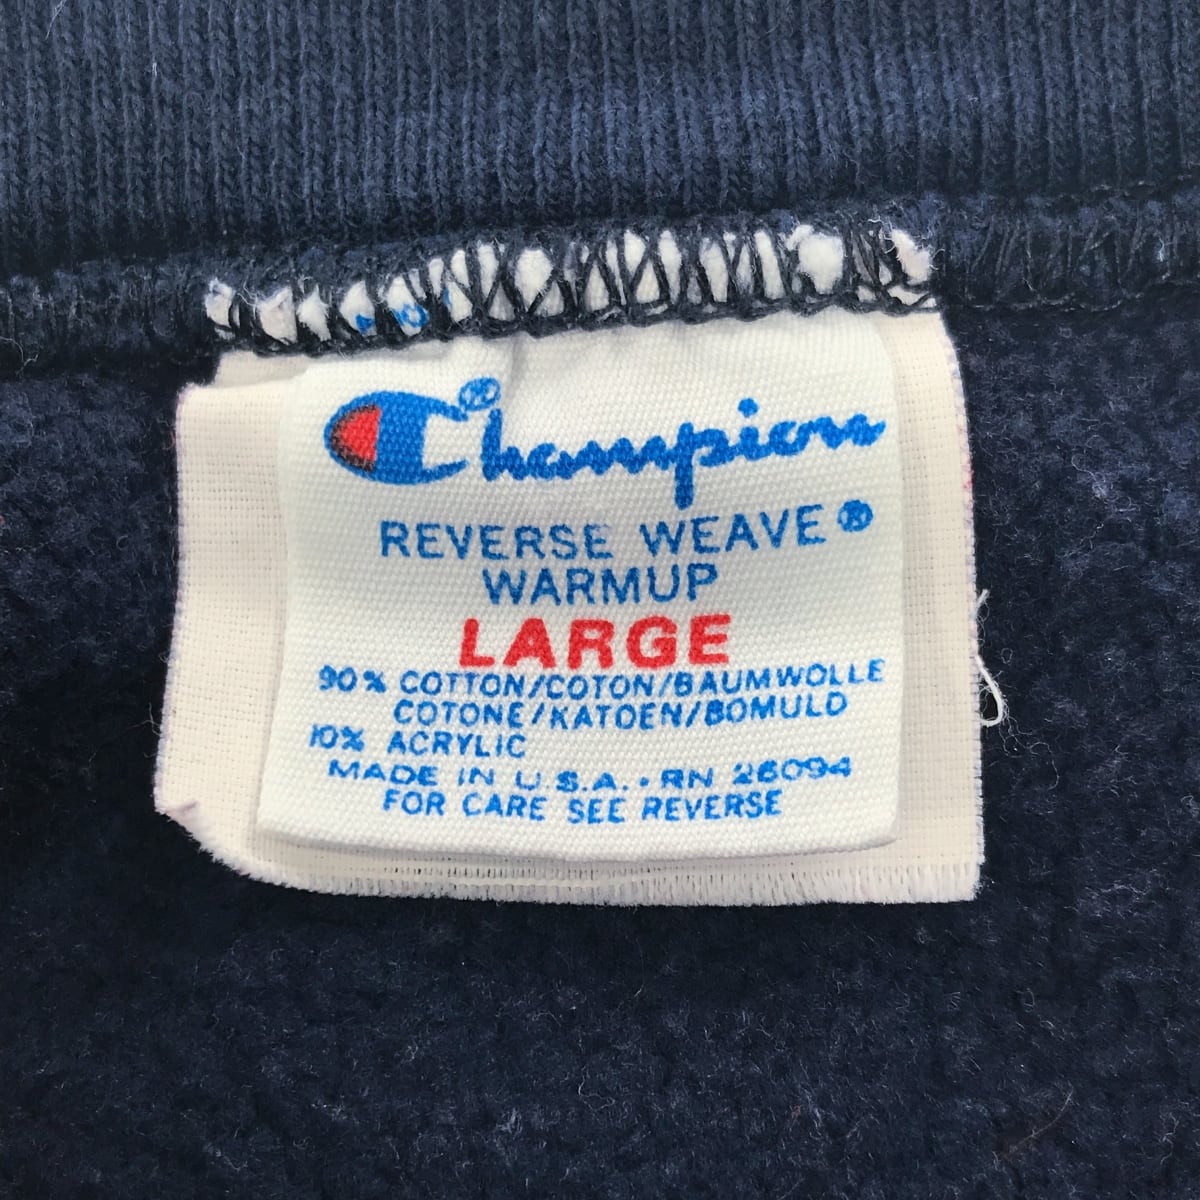 Champion®
REVERSE WEAVE®
WARMUP
LARGE
90% COTTON/COTON/BAUMWOLLE
COTONE/KATOEN/BOMULD
10% ACRYLIC
MADE IN U.S.A. · RN 26094
FOR CARE SEE REVERSE